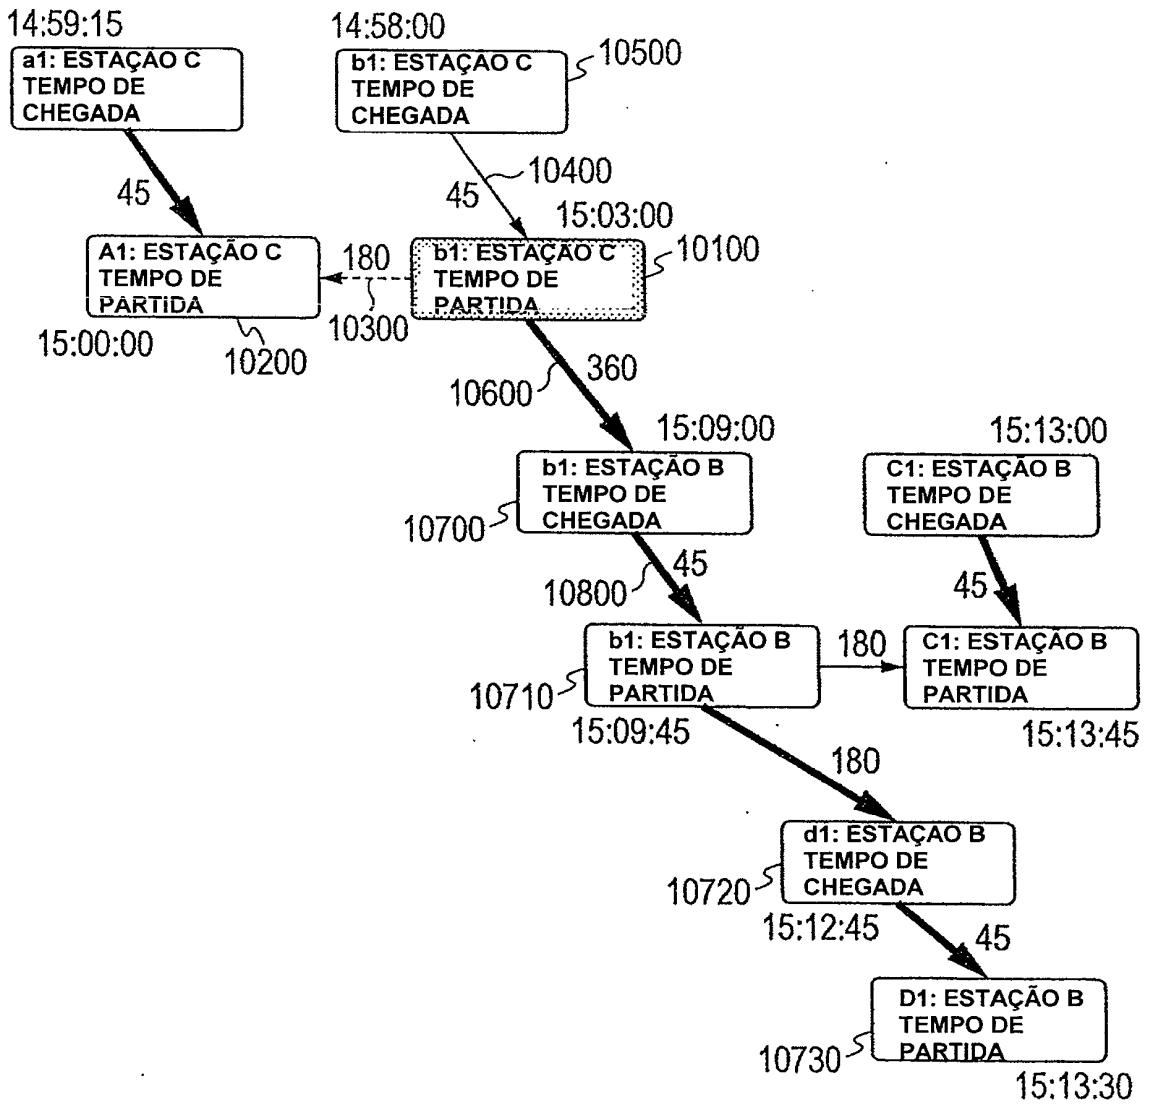 14:59:15
14:58:00
a1: ESTAÇAO C
TEMPO DE
CHEGADA
b1: ESTAÇÃO C
TEMPO DE
CHEGADA
10500
45
45
10400
15:03:00
A1: ESTAÇÃO C
TEMPO DE
PARTIDA
180
b1: ESTAÇÃO C
TEMPO DE
PARTIDA
10100
10300
15:00:00
10200
10600
360
15:09:00
15:13:00
b1: ESTAÇÃO B
TEMPO DE
CHEGADA
C1: ESTAÇÃO B
TEMPO DE
CHEGADA
10700
10800
45
45
b1: ESTAÇÃO B
TEMPO DE
PARTIDA
180
C1: ESTAÇÃO B
TEMPO DE
PARTIDA
10710
15:09:45
15:13:45
180
d1: ESTAÇAO B
TEMPO DE
CHEGADA
10720
15:12:45
45
D1: ESTAÇÃO B
TEMPO DE
PARTIDA
10730
15:13:30